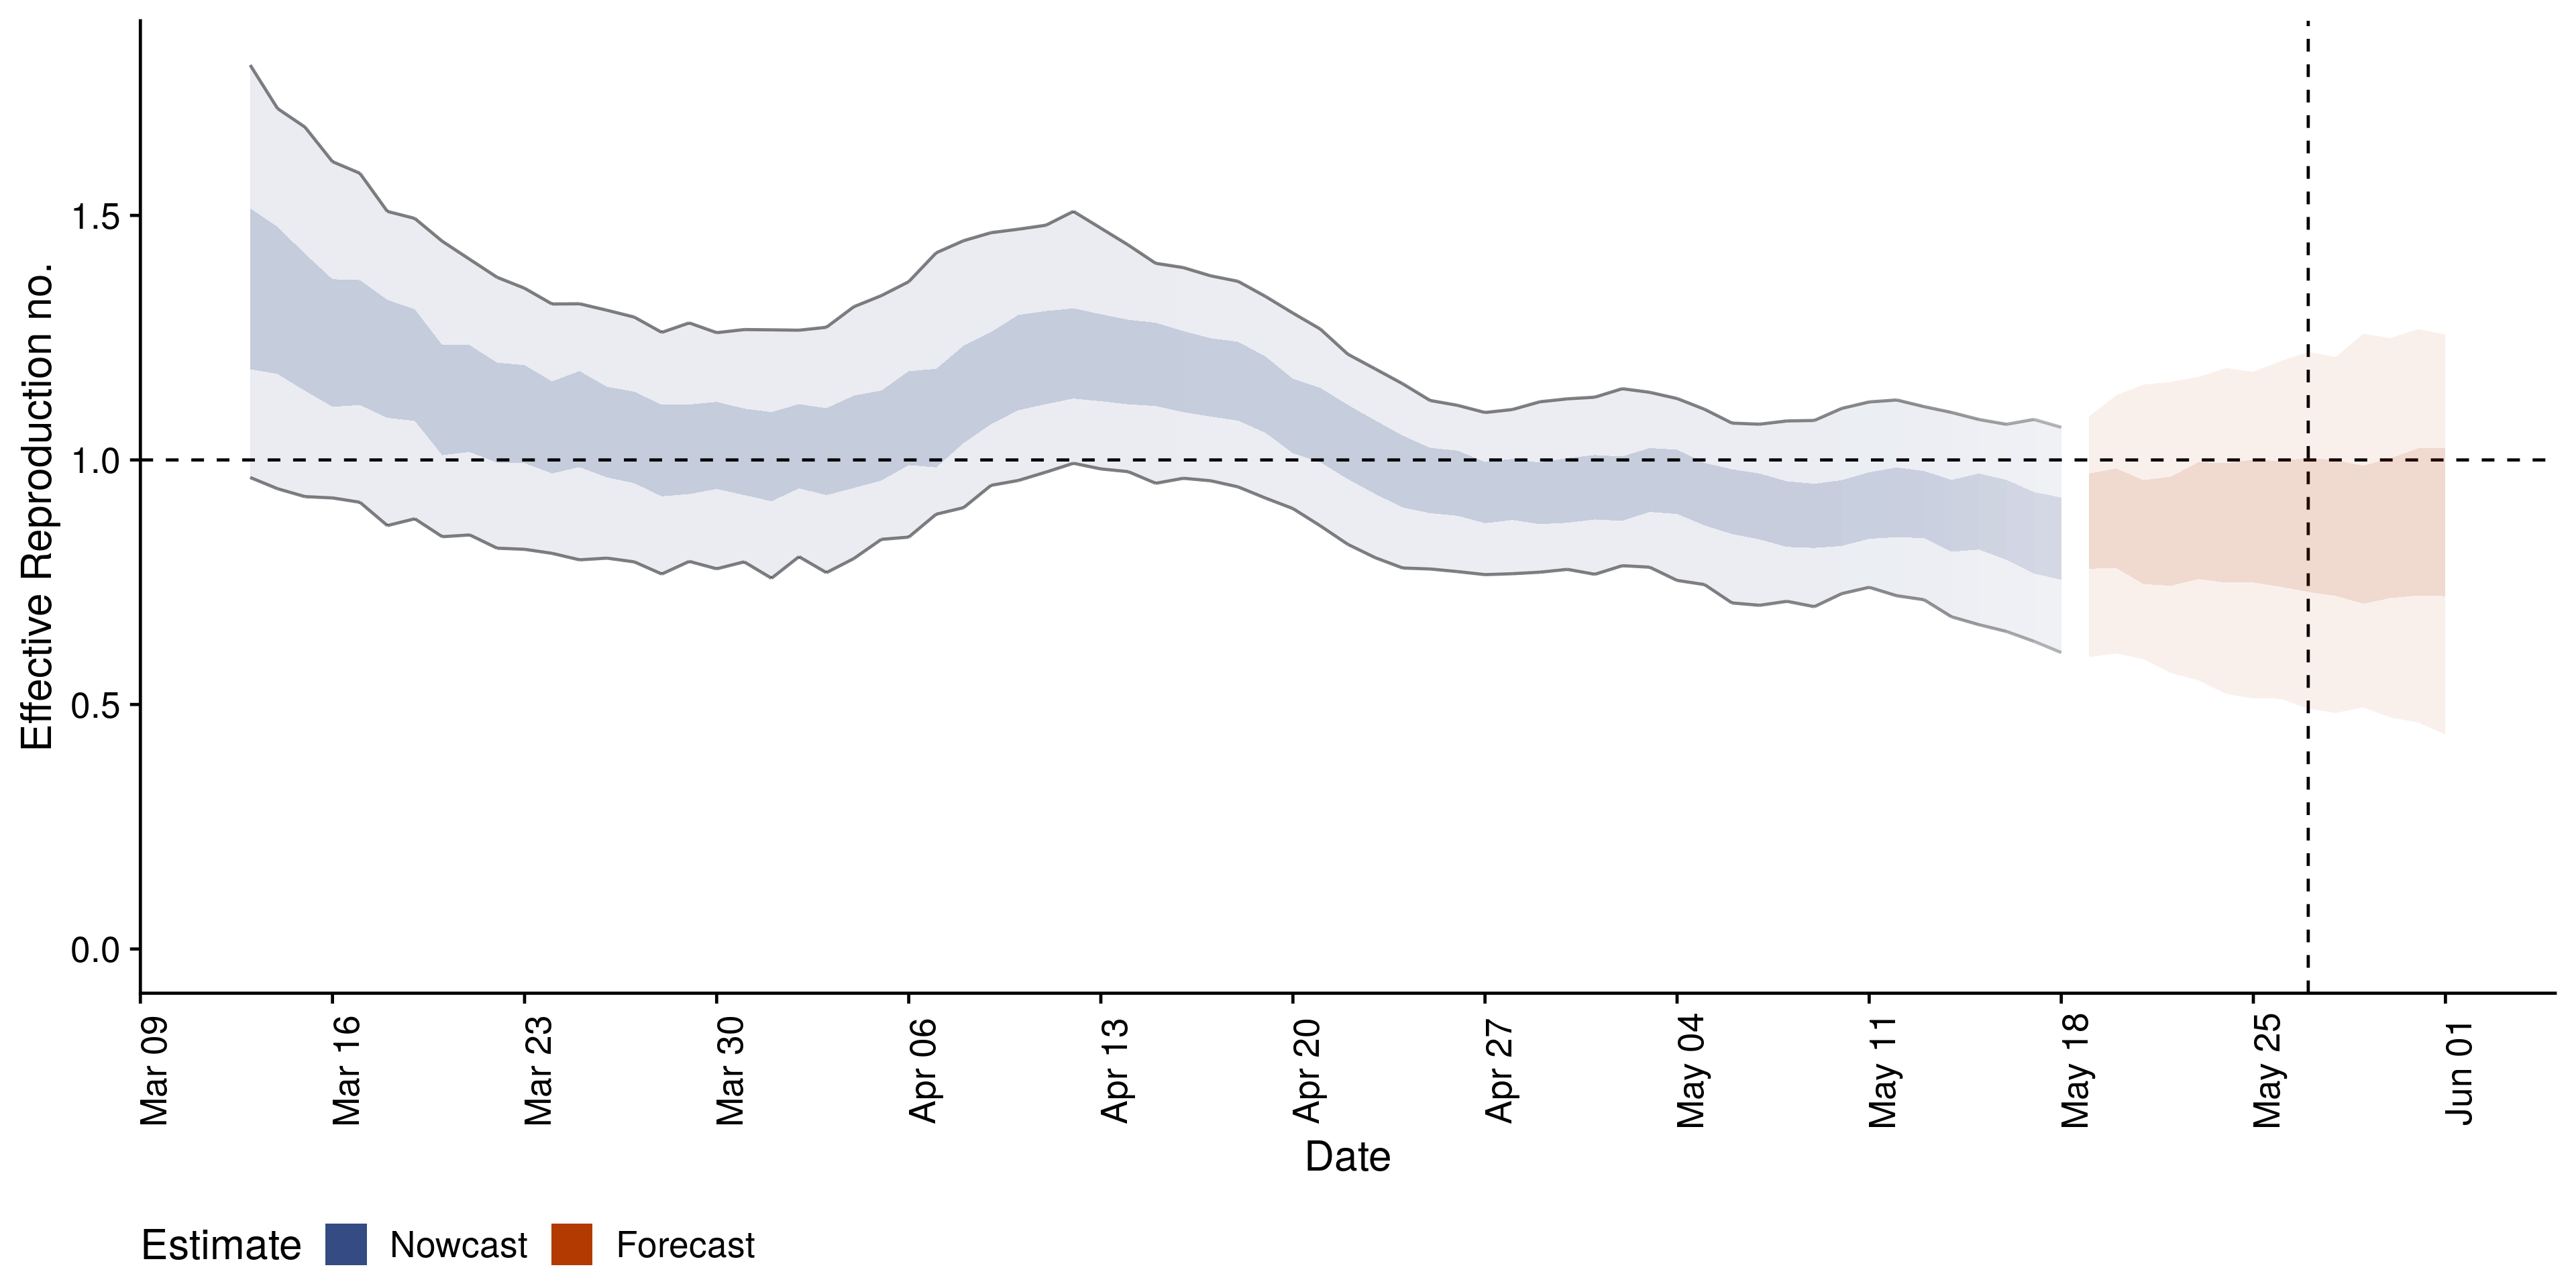 Effective Reproduction no.
1.5
1.0
0.5
0.0
Mar 09
Mar 16
Mar 23
Mar 30
Apr 06
Apr 13
Apr 20
Apr 27
May 04
May 11
May 18
May 25
Jun 01
Date
Estimate Nowcast Forecast